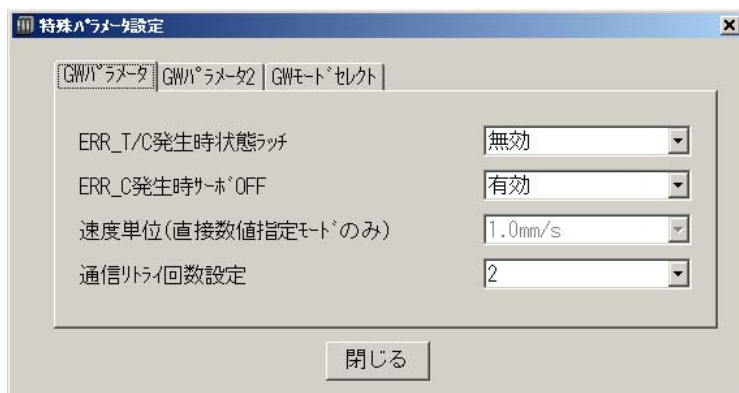 特殊ﾊﾟﾗﾒｰﾀ設定
GWﾊﾟﾗﾒｰﾀ GWﾊﾟﾗﾒｰﾀ2 GWﾓｰﾄﾞｾﾚｸﾄ
ERR_T/C発生時状態ﾗｯﾁ 無効
ERR_C発生時ｻｰﾎﾞOFF 有効
速度単位(直接数値指定ﾓｰﾄﾞのみ) 1.0mm/s
通信ﾘﾄﾗｲ回数設定 2
閉じる